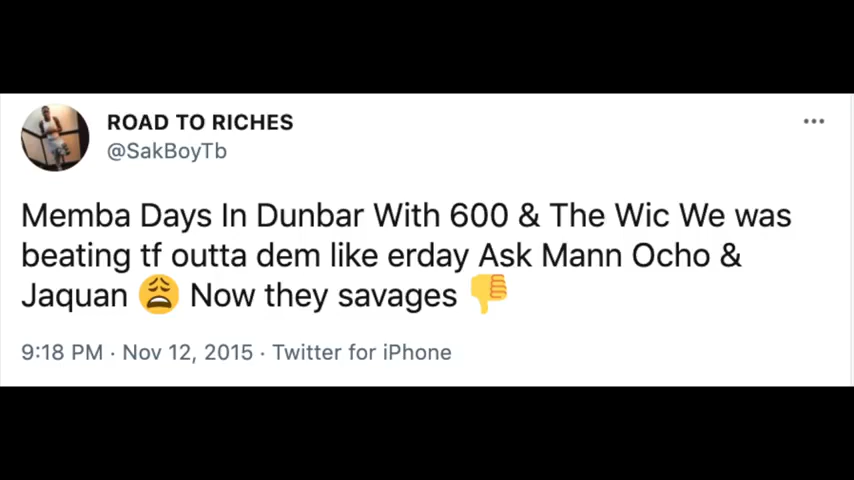 ROAD TO RICHES
@SakBoyTb
Memba Days In Dunbar With 600 & The Wic We was
beating tf outta dem like erday Ask Mann Ocho &
Jaquan 😩 Now they savages 👎
9:18 PM · Nov 12, 2015 · Twitter for iPhone